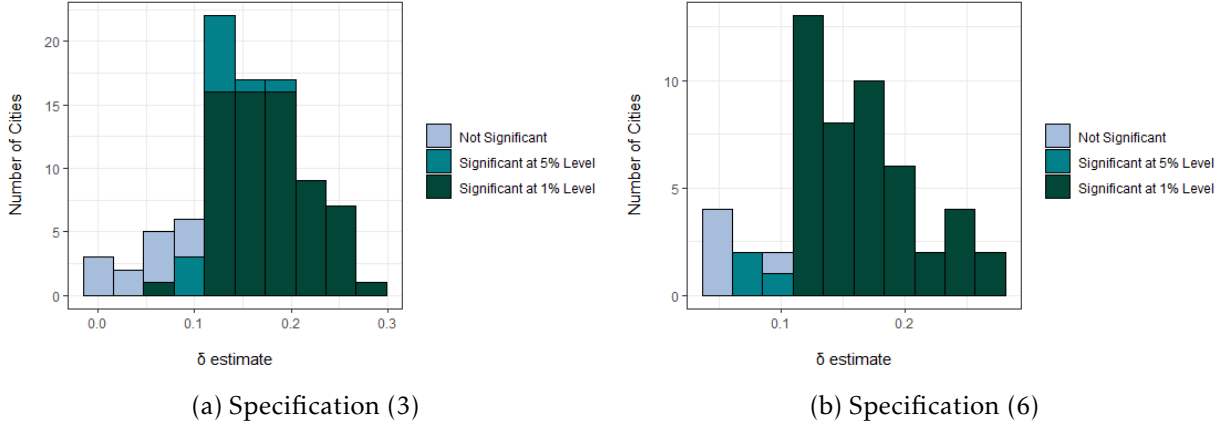 Number of Cities
20
15
10
5
0
0.0 0.1 0.2 0.3
δ estimate
Not Significant
Significant at 5% Level
Significant at 1% Level
(a) Specification (3)
Number of Cities
10
5
0
0.1 0.2
δ estimate
Not Significant
Significant at 5% Level
Significant at 1% Level
(b) Specification (6)